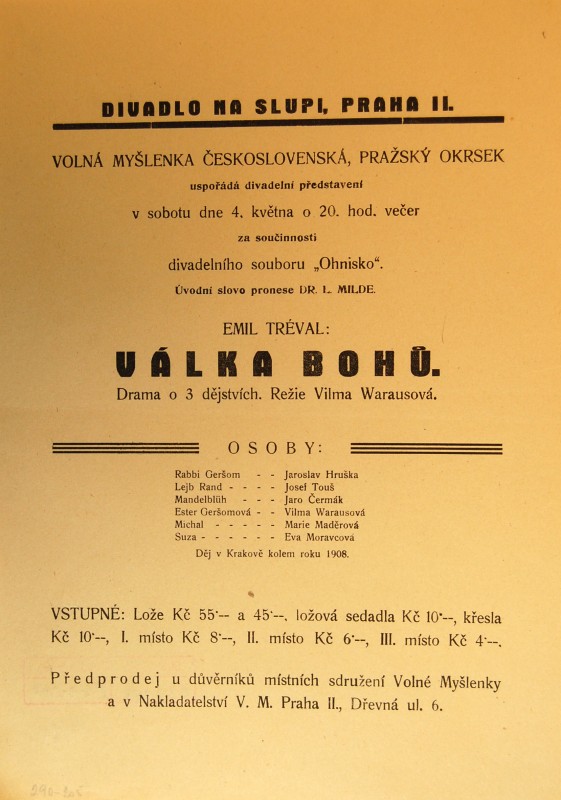 DIVADLO NA SLUPI, PRAHA II.
VOLNÁ MYŠLENKA ČESKOSLOVENSKÁ, PRAŽSKÝ OKRSEK
uspořádá divadelní představení
v sobotu dne 4. května o 20. hod. večer
za součinnosti
divadelního souboru „Ohnisko“.
Úvodní slovo pronese DR. L. MILDE.
EMIL TRÉVAL:
VÁLKA BOHŮ.
Drama o 3 dějstvích. Režie Vilma Warausová.
OSOBY:
Rabbi Geršom - - Jaroslav Hruška
Lejb Rand - - - - Josef Touš
Mandelblüh - - - Jaro Čermák
Ester Geršomová - - Vilma Warausová
Michal - - - - - Marie Maděrová
Suza - - - - - - Eva Moravcová
Děj v Krakově kolem roku 1908.
VSTUPNÉ: Lože Kč 55·-- a 45·--, ložová sedadla Kč 10·--, křesla
Kč 10·--, I. místo Kč 8·--, II. místo Kč 6·--, III. místo Kč 4·--.
Předprodej u důvěrníků místních sdružení Volné Myšlenky
a v Nakladatelství V. M. Praha II., Dřevná ul. 6.